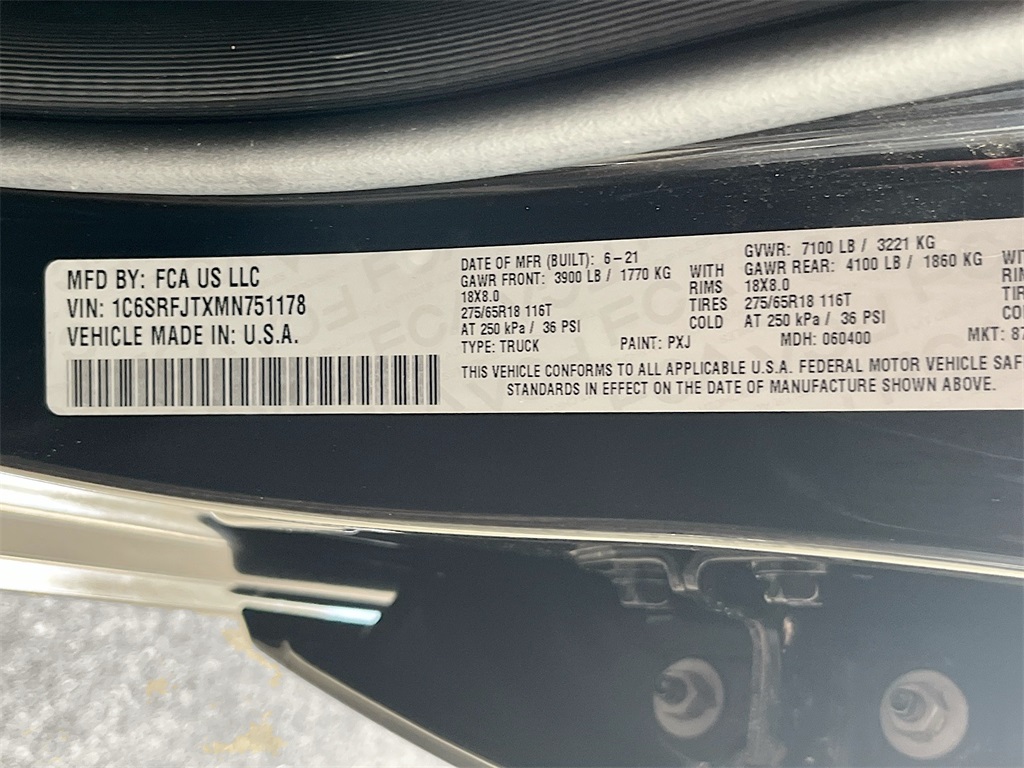 MFD BY: FCA US LLC
VIN: 1C6SRFJTXMN751178
VEHICLE MADE IN: U.S.A.
DATE OF MFR (BUILT): 6-21
GAWR FRONT: 3900 LB / 1770 KG
18X8.0
275/65R18 116T
AT 250 kPa / 36 PSI
TYPE: TRUCK PAINT: PXJ
WITH
RIMS
TIRES
COLD
GVWR: 7100 LB / 3221 KG
GAWR REAR: 4100 LB / 1860 KG
18X8.0
275/65R18 116T
AT 250 kPa / 36 PSI
MDH: 060400 MKT: 87
THIS VEHICLE CONFORMS TO ALL APPLICABLE U.S.A. FEDERAL MOTOR VEHICLE SAF
STANDARDS IN EFFECT ON THE DATE OF MANUFACTURE SHOWN ABOVE.